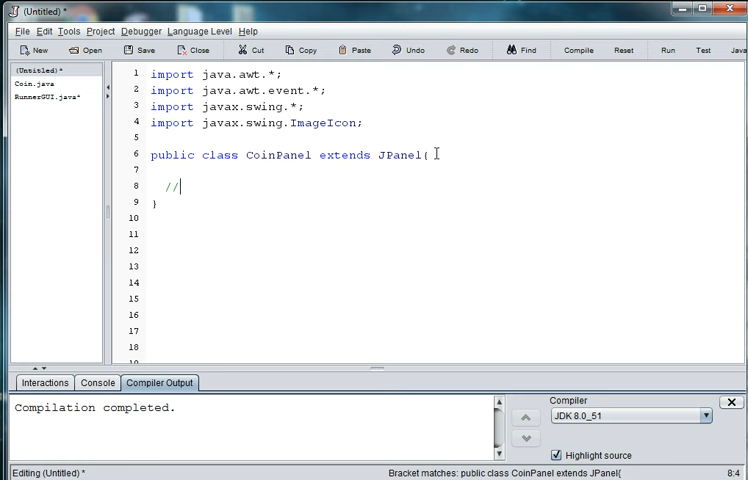 (Untitled) *
File Edit Tools Project Debugger Language Level Help
New Open Save Close Cut Copy Paste Undo Redo Find Compile Reset Run Test Java
(Untitled)*
Coin.java
RunnerGUI.java*
1 import java.awt.*;
2 import java.awt.event.*;
3 import javax.swing.*;
4 import javax.swing.ImageIcon;
5
6 public class CoinPanel extends JPanel{
7
8 //
9 }
10
11
12
13
14
15
16
17
18
19
Interactions Console Compiler Output
Compilation completed.
Compiler
JDK 8.0_51
Highlight source
Editing (Untitled) * Bracket matches: public class CoinPanel extends JPanel{ 8:4